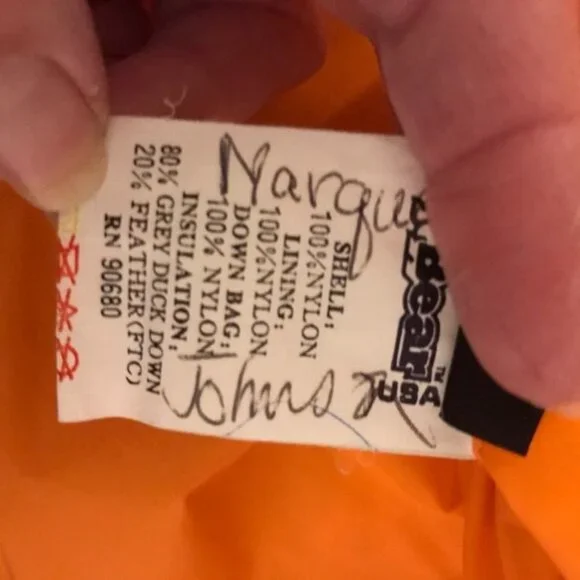 Bear™
USA
SHELL:
100%NYLON
LINING:
100%NYLON
DOWN BAG:
100% NYLON
INSULATION:
80% GREY DUCK DOWN
20% FEATHER(FTC)
RN 90680